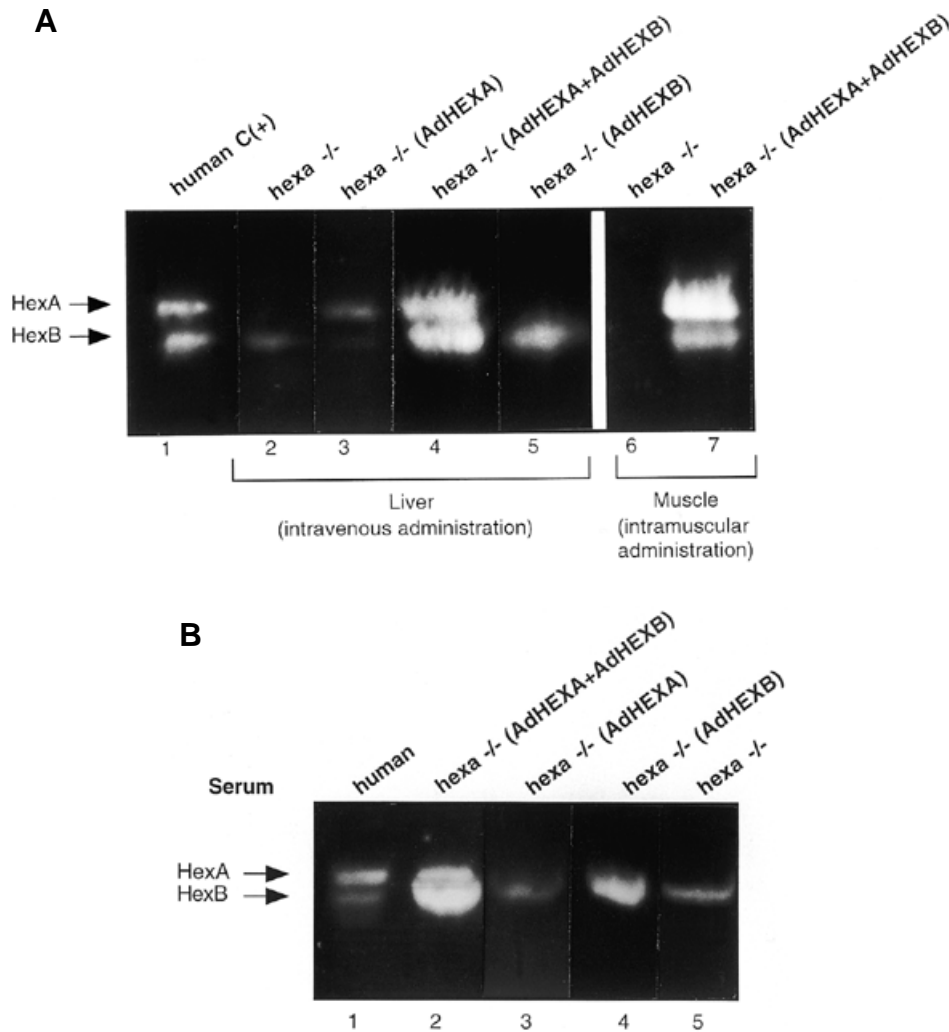 A
human C(+)
hexa -/-
hexa -/- (AdHEXA)
hexa -/- (AdHEXA+AdHEXB)
hexa -/- (AdHEXB)
hexa -/-
hexa -/- (AdHEXA+AdHEXB)
HexA
HexB
1 2 3 4 5 6 7
Liver
(intravenous administration)
Muscle
(intramuscular
administration)
B
Serum
human
hexa -/- (AdHEXA+AdHEXB)
hexa -/- (AdHEXA)
hexa -/- (AdHEXB)
hexa -/-
HexA
HexB
1 2 3 4 5